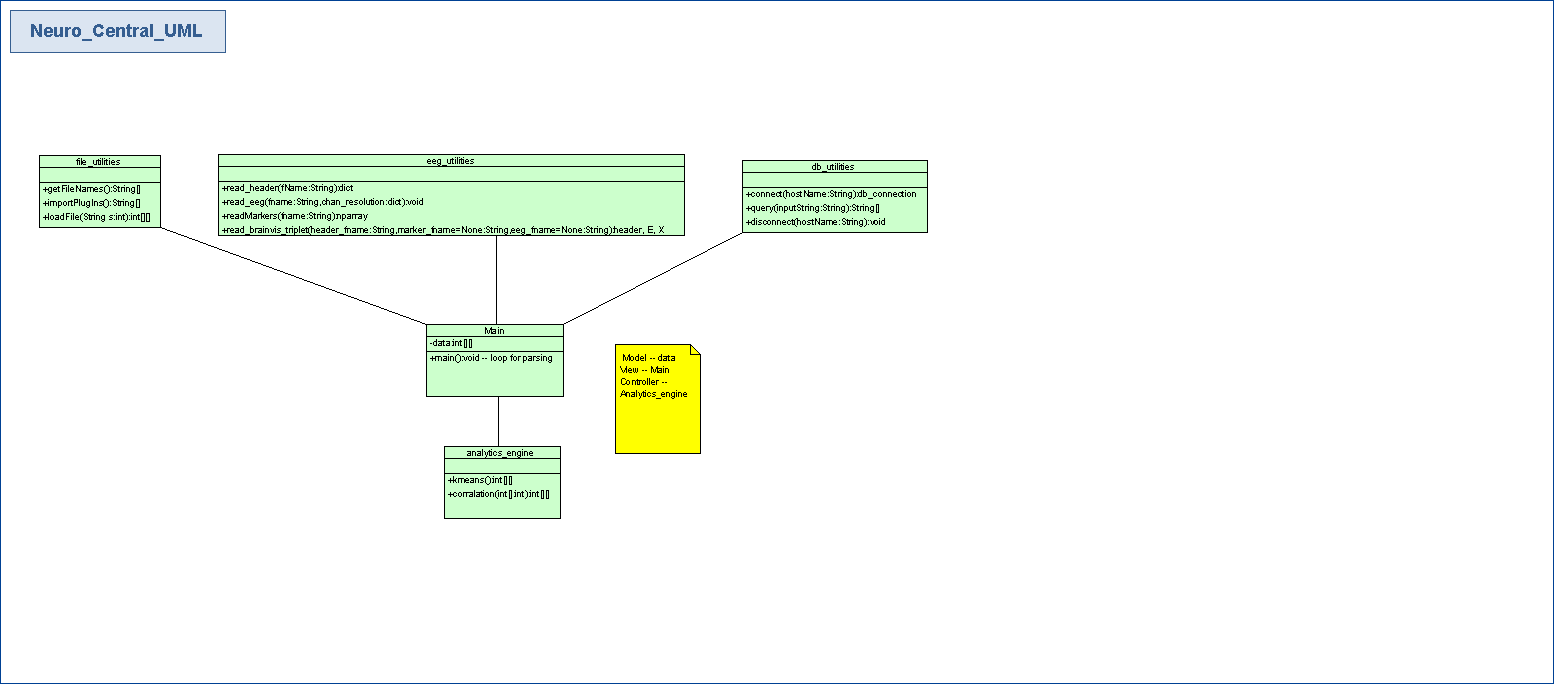 Neuro_Central_UML
file_utilities
+getFileNames():String[]
+importPlugIns():String[]
+loadFile(String s:int):int[][]
eeg_utilities
+read_header(fName:String):dict
+read_eeg(fname:String,chan_resolution:dict):void
+readMarkers(fname:String):nparray
+read_brainvis_triplet(header_fname:String,marker_fname=None:String,eeg_fname=None:String):header, E, X
db_utilities
+connect(hostName:String):db_connection
+query(inputString:String):String[]
+disconnect(hostName:String):void
Main
-data:int[][]
+main():void -- loop for parsing
Model -- data
View -- Main
Controller --
Analytics_engine
analytics_engine
+kmeans():int[][]
+corralation(int[]:int):int[][]